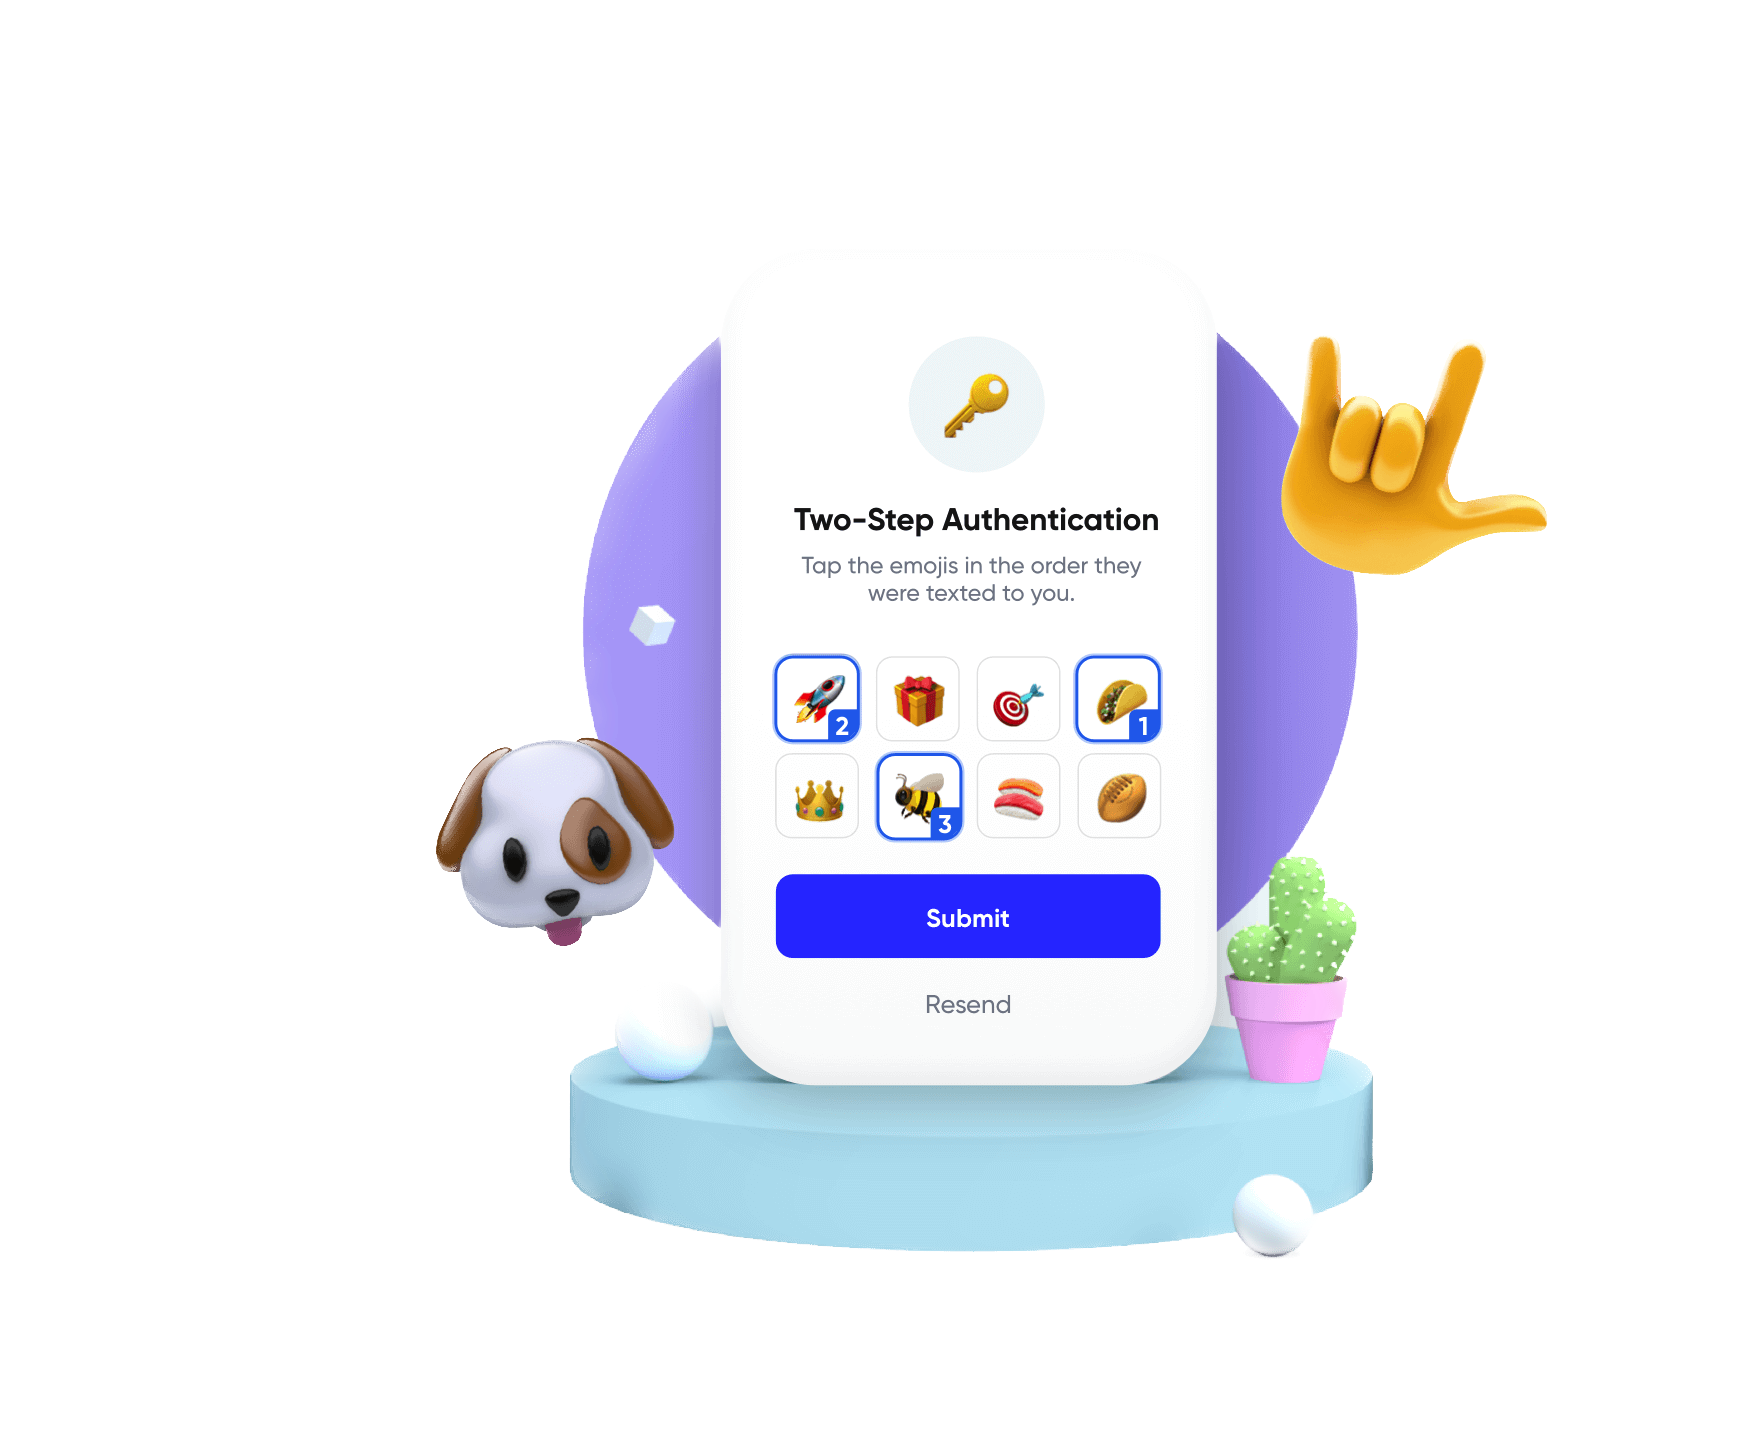 Two-Step Authentication
Tap the emojis in the order they
were texted to you.
2
1
3
Submit
Resend